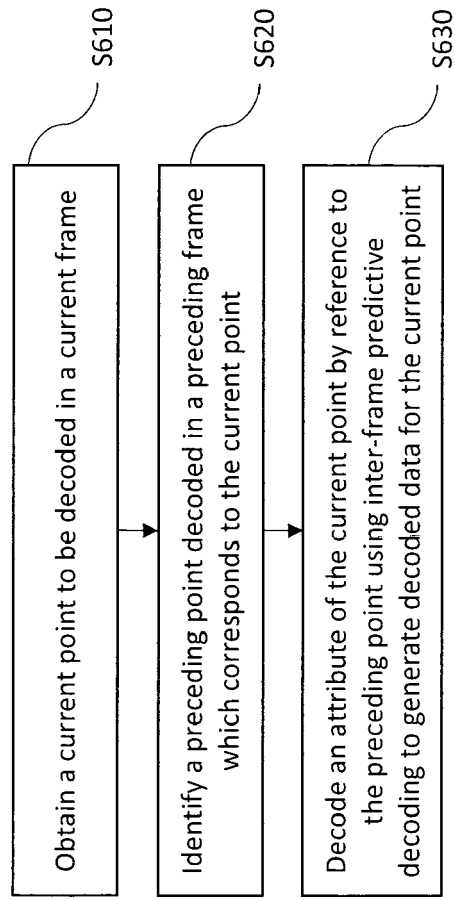 Obtain a current point to be decoded in a current frame
S610
Identify a preceding point decoded in a preceding frame
which corresponds to the current point
S620
Decode an attribute of the current point by reference to
the preceding point using inter-frame predictive
decoding to generate decoded data for the current point
S630